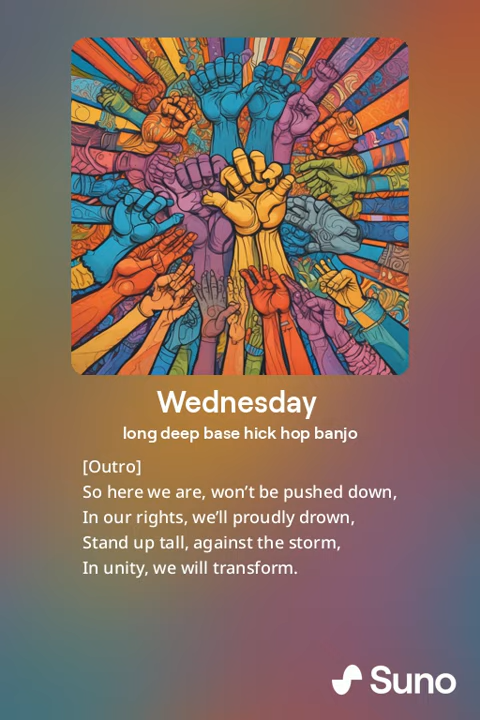 Wednesday
long deep base hick hop banjo
[Outro]
So here we are, won't be pushed down,
In our rights, we'll proudly drown,
Stand up tall, against the storm,
In unity, we will transform.
Suno